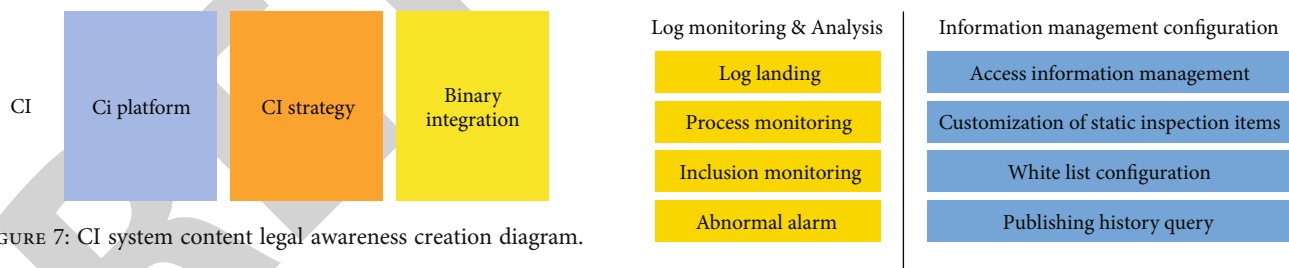 CI
Ci platform
CI strategy
Binary
integration
GURE 7: CI system content legal awareness creation diagram.
Log monitoring & Analysis
Log landing
Process monitoring
Inclusion monitoring
Abnormal alarm
Information management configuration
Access information management
Customization of static inspection items
White list configuration
Publishing history query